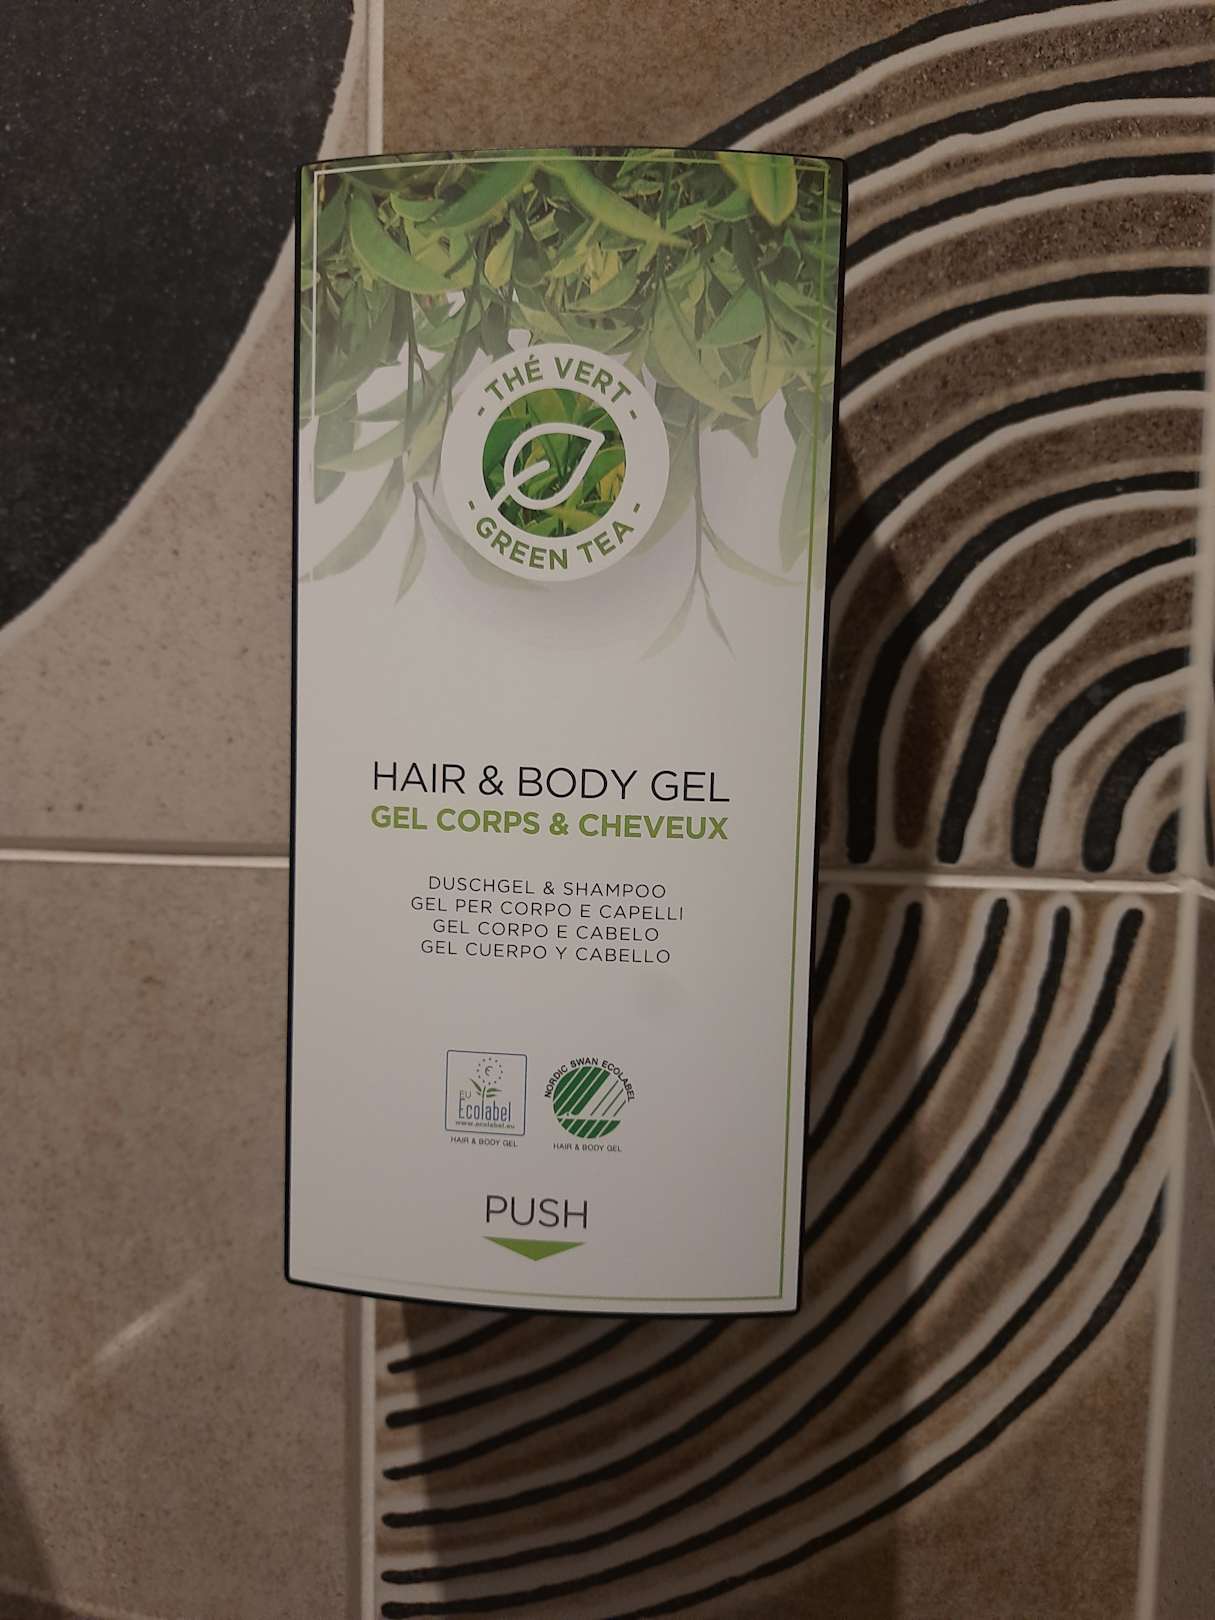 - THÉ VERT -
- GREEN TEA -
HAIR & BODY GEL
GEL CORPS & CHEVEUX
DUSCHGEL & SHAMPOO
GEL PER CORPO E CAPELLI
GEL CORPO E CABELO
GEL CUERPO Y CABELLO
EU
Ecolabel
www.ecolabel.eu
HAIR & BODY GEL
NORDIC SWAN ECOLABEL
HAIR & BODY GEL
PUSH